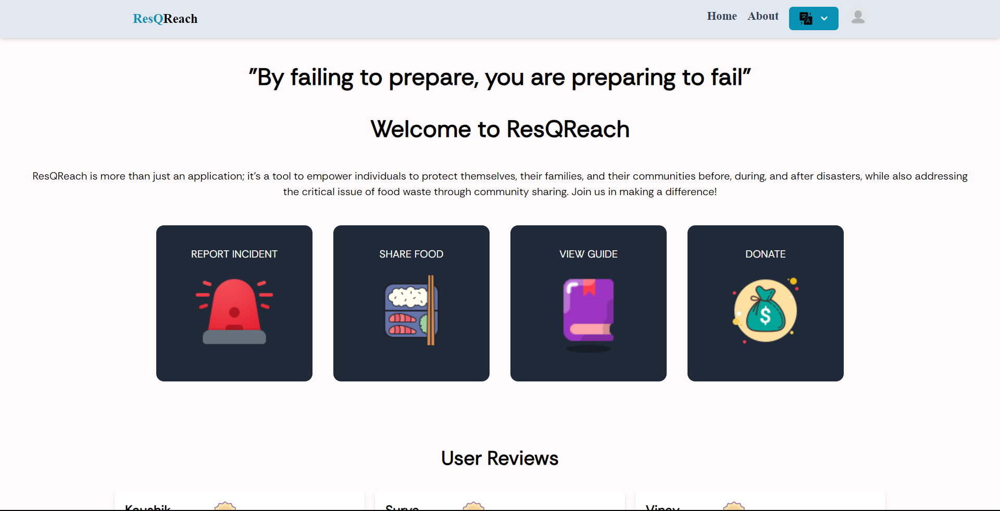 ResQReach
Home About
"By failing to prepare, you are preparing to fail"
Welcome to ResQReach
ResQReach is more than just an application; it's a tool to empower individuals to protect themselves, their families, and their communities before, during, and after disasters, while also addressing
the critical issue of food waste through community sharing. Join us in making a difference!
REPORT INCIDENT
SHARE FOOD
VIEW GUIDE
DONATE
$
User Reviews
Kaushik
Surya
Vinay